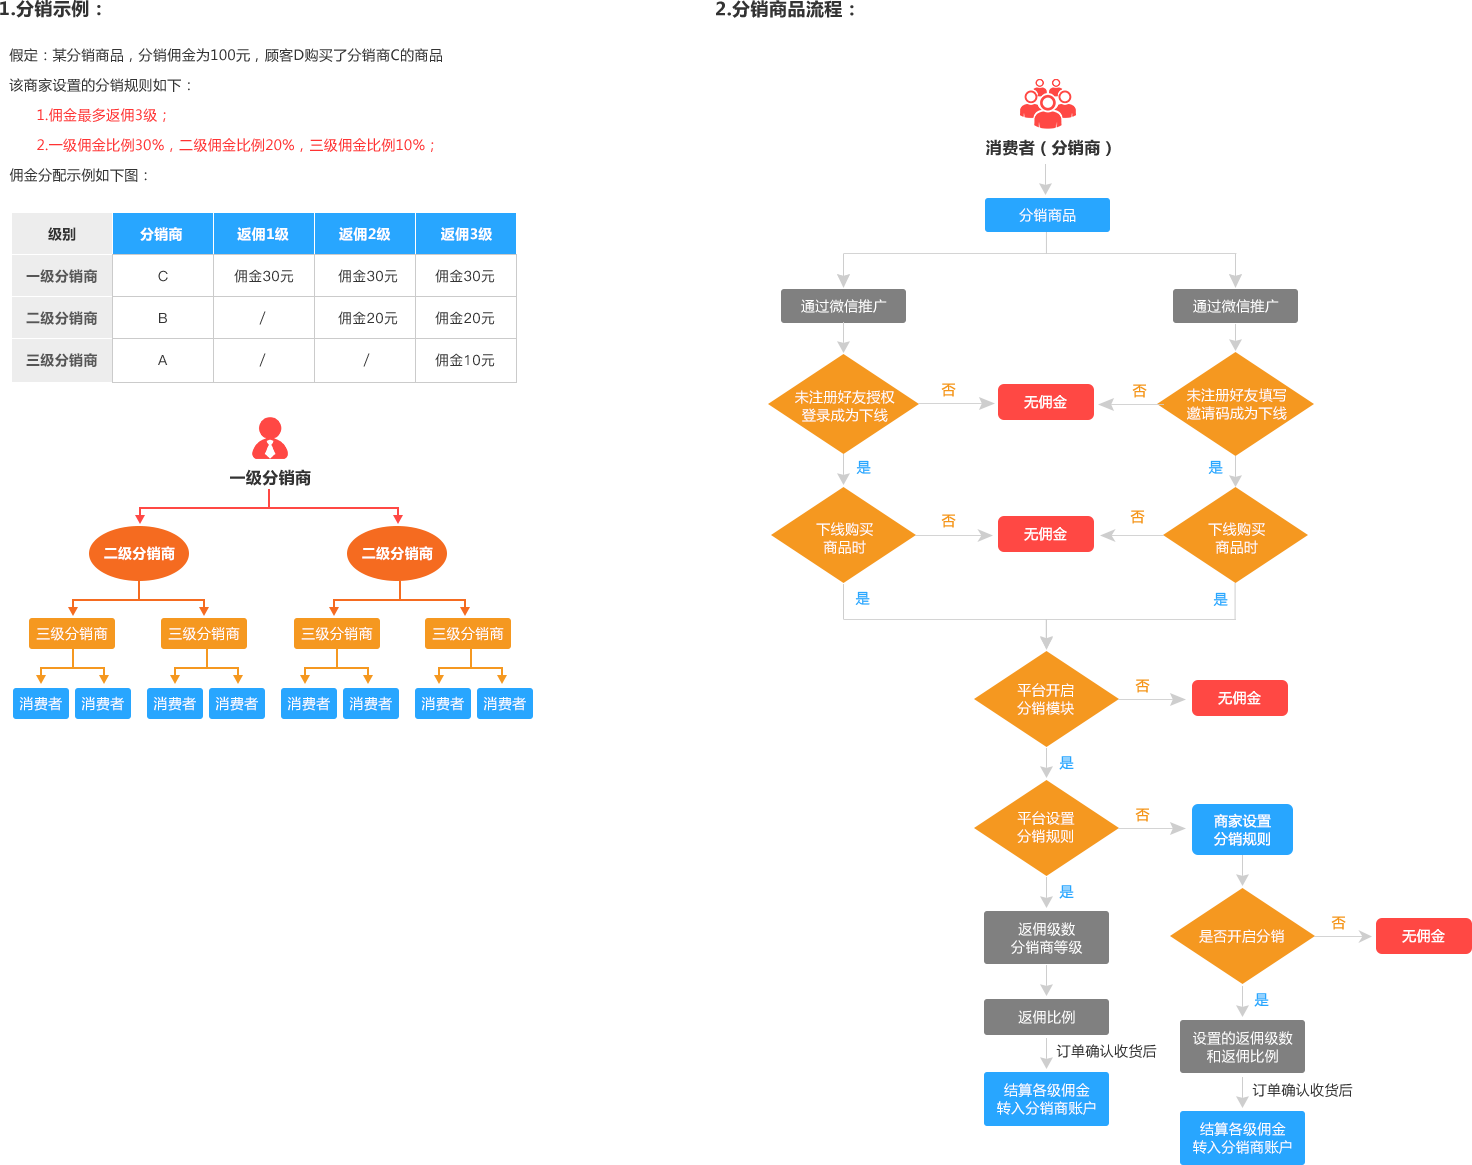 1.分销示例：
假定：某分销商品，分销佣金为100元，顾客D购买了分销商C的商品
该商家设置的分销规则如下：
1.佣金最多返佣3级；
2.一级佣金比例30%，二级佣金比例20%，三级佣金比例10%；
佣金分配示例如下图：
级别 分销商 返佣1级 返佣2级 返佣3级
一级分销商 C 佣金30元 佣金30元 佣金30元
二级分销商 B / 佣金20元 佣金20元
三级分销商 A / / 佣金10元
一级分销商
二级分销商 二级分销商
三级分销商 三级分销商 三级分销商 三级分销商
消费者 消费者 消费者 消费者 消费者 消费者 消费者 消费者
2.分销商品流程：
消费者（分销商）
分销商品
通过微信推广 通过微信推广
未注册好友授权
登录成为下线
否
无佣金
否
未注册好友填写
邀请码成为下线
是 是
下线购买
商品时
否
无佣金
否
下线购买
商品时
是 是
平台开启
分销模块
否
无佣金
是
平台设置
分销规则
否
商家设置
分销规则
是
返佣级数
分销商等级
返佣比例
订单确认收货后
结算各级佣金
转入分销商账户
是否开启分销
否
无佣金
是
设置的返佣级数
和返佣比例
订单确认收货后
结算各级佣金
转入分销商账户